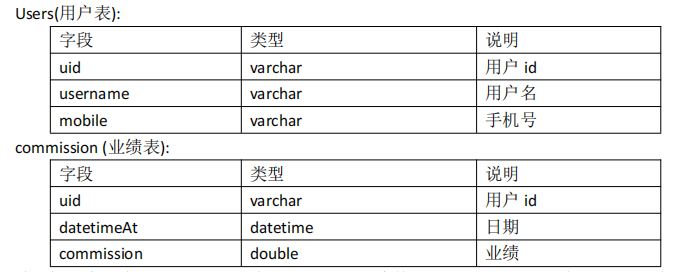 Users(用户表):
字段 类型 说明
uid varchar 用户 id
username varchar 用户名
mobile varchar 手机号
commission (业绩表):
字段 类型 说明
uid varchar 用户 id
datetimeAt datetime 日期
commission double 业绩